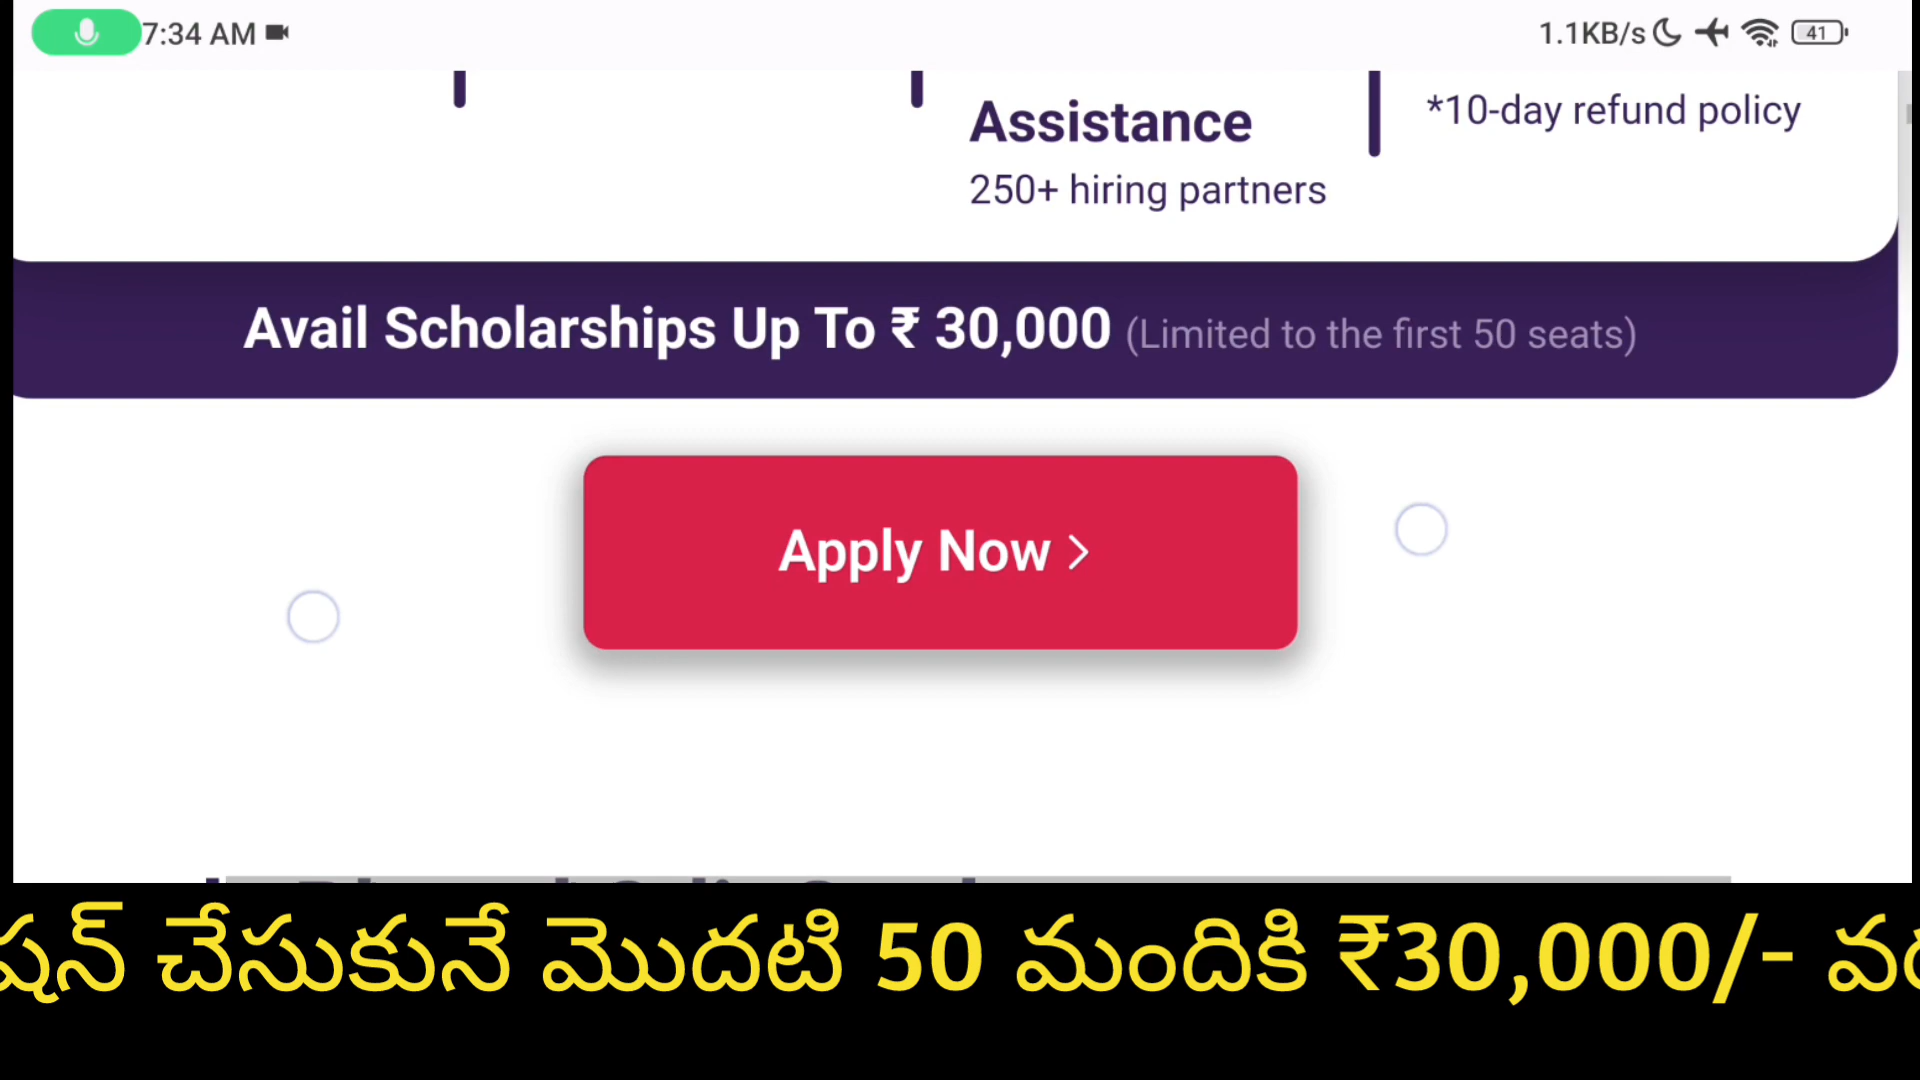 7:34 AM
1.1KB/s
41
Assistance
250+ hiring partners
*10-day refund policy
Avail Scholarships Up To ₹ 30,000 (Limited to the first 50 seats)
Apply Now >
చేసుకునే మొదటి 50 మందికి ₹30,000/-